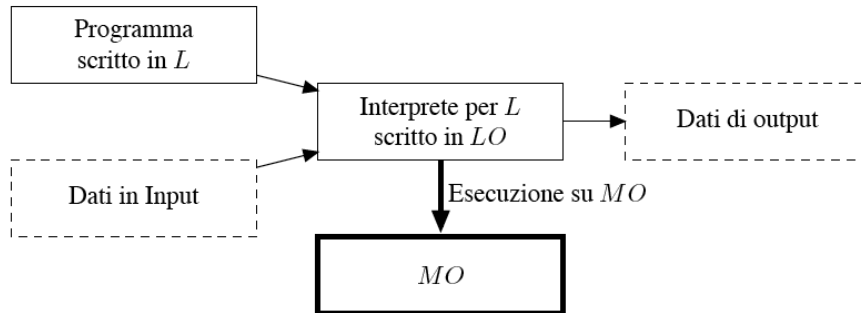 Programma
scritto in L
Interprete per L
scritto in LO
Dati di output
Dati in Input
Esecuzione su MO
MO